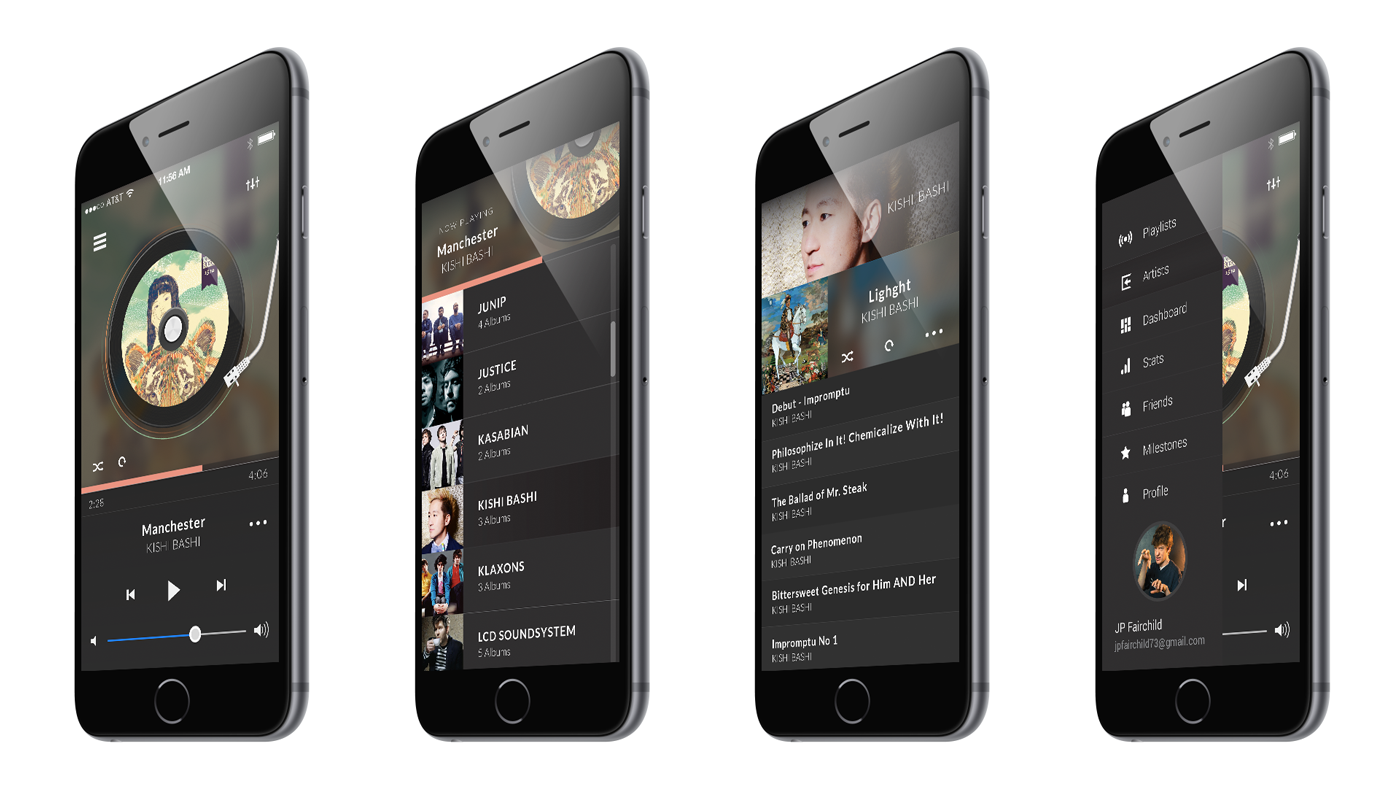 AT&T
11:56 AM
2:28
4:06
Manchester
KISHI BASHI
NOW PLAYING
Manchester
KISHI BASHI
JUNIP
4 Albums
JUSTICE
2 Albums
KASABIAN
2 Albums
KISHI BASHI
3 Albums
KLAXONS
3 Albums
LCD SOUNDSYSTEM
5 Albums
KISHI BASHI
Lighght
KISHI BASHI
Debut - Impromptu
KISHI BASHI
Philosophize In It! Chemicalize With It!
KISHI BASHI
The Ballad of Mr. Steak
KISHI BASHI
Carry on Phenomenon
KISHI BASHI
Bittersweet Genesis for Him AND Her
KISHI BASHI
Impromptu No 1
KISHI BASHI
Playlists
Artists
Dashboard
Stats
Friends
Milestones
Profile
4:06
r
JP Fairchild
jpfairchild73@gmail.com